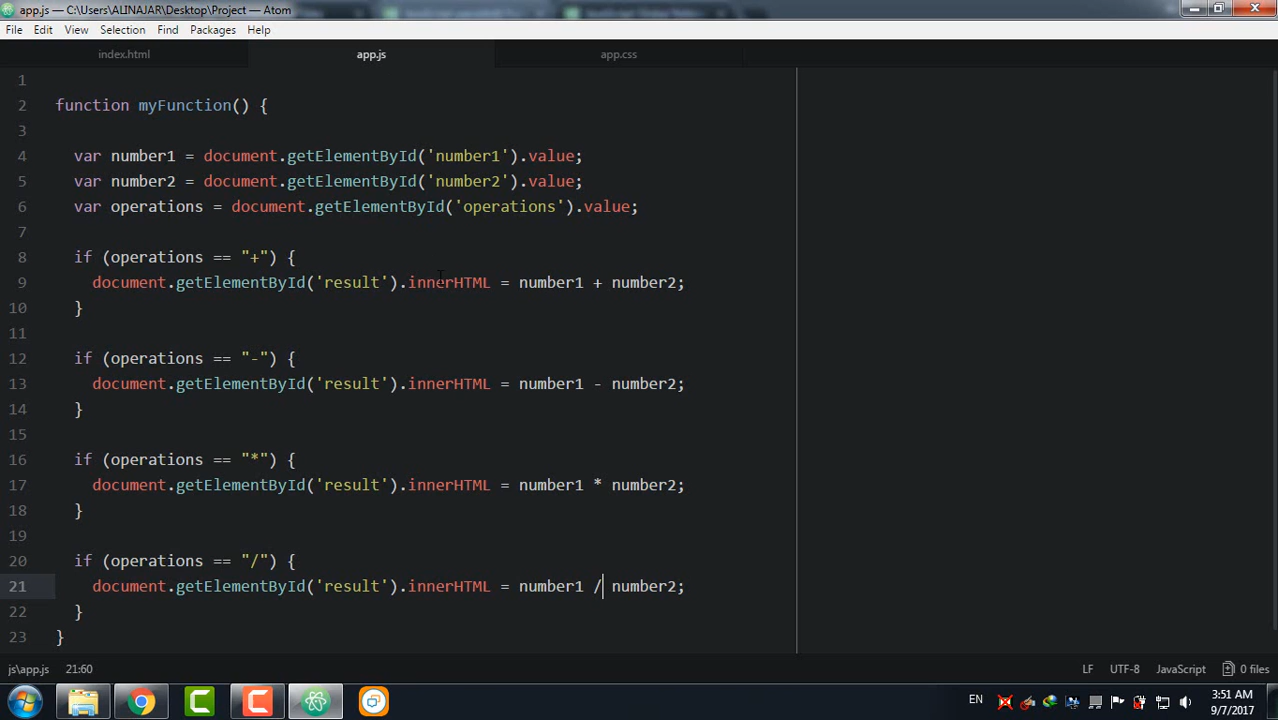 app.js — C:\Users\ALINAJAR\Desktop\Project — Atom
File Edit View Selection Find Packages Help
index.html app.js app.css
1
2 function myFunction() {
3
4 var number1 = document.getElementById('number1').value;
5 var number2 = document.getElementById('number2').value;
6 var operations = document.getElementById('operations').value;
7
8 if (operations == "+") {
9 document.getElementById('result').innerHTML = number1 + number2;
10 }
11
12 if (operations == "-") {
13 document.getElementById('result').innerHTML = number1 - number2;
14 }
15
16 if (operations == "*") {
17 document.getElementById('result').innerHTML = number1 * number2;
18 }
19
20 if (operations == "/") {
21 document.getElementById('result').innerHTML = number1 / number2;
22 }
23 }
js\app.js 21:60 LF UTF-8 JavaScript 0 files
EN 3:51 AM
9/7/2017